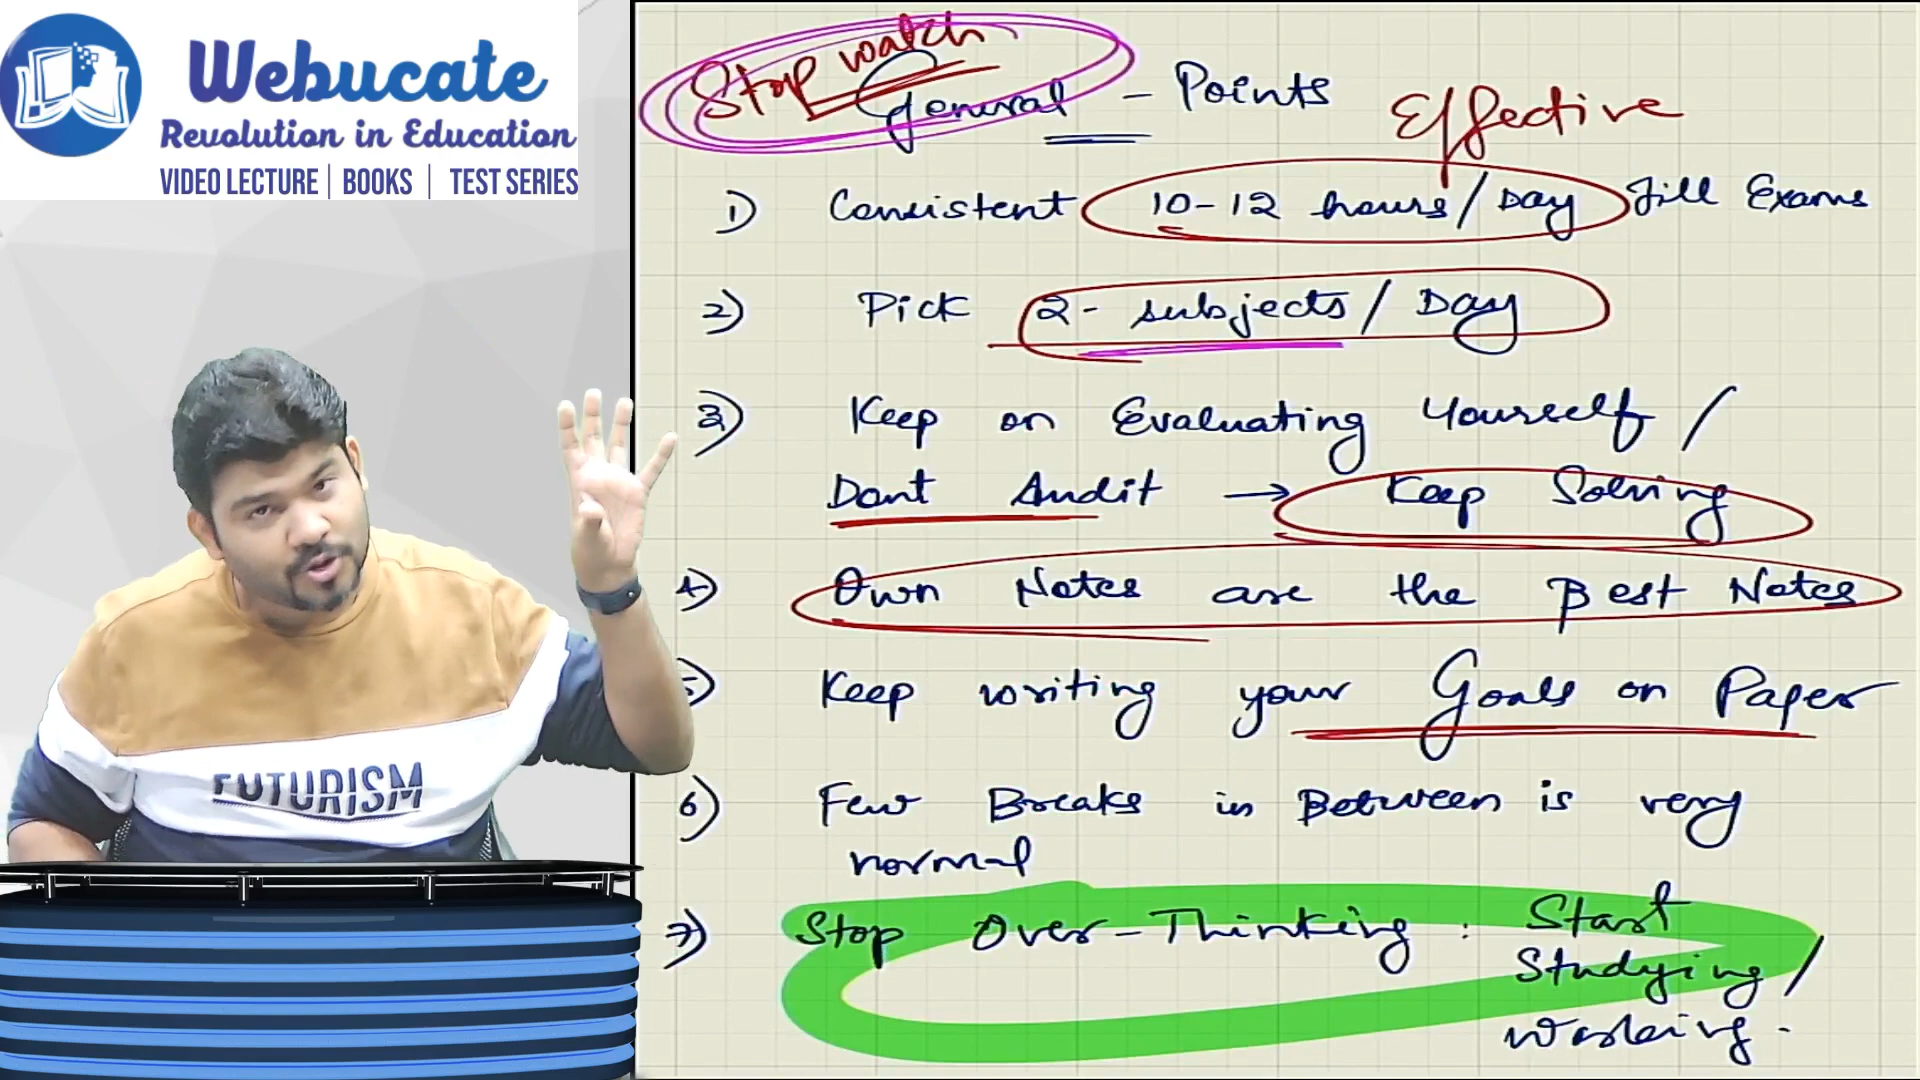 Webucate
Revolution in Education
VIDEO LECTURE | BOOKS | TEST SERIES
FUTURISM
Stop watch
General - Points
Effective
1) Consistent 10-12 hours/Day Till Exams
2) Pick 2- subjects / Day
3) Keep on Evaluating Yourself /
Dont Audit → Keep Solving
4) Own Notes are the Best Notes
5) Keep writing your Goals on Paper
6) Few Breaks in Between is very
normal
7) Stop Over-Thinking : Start
Studying /
Working.